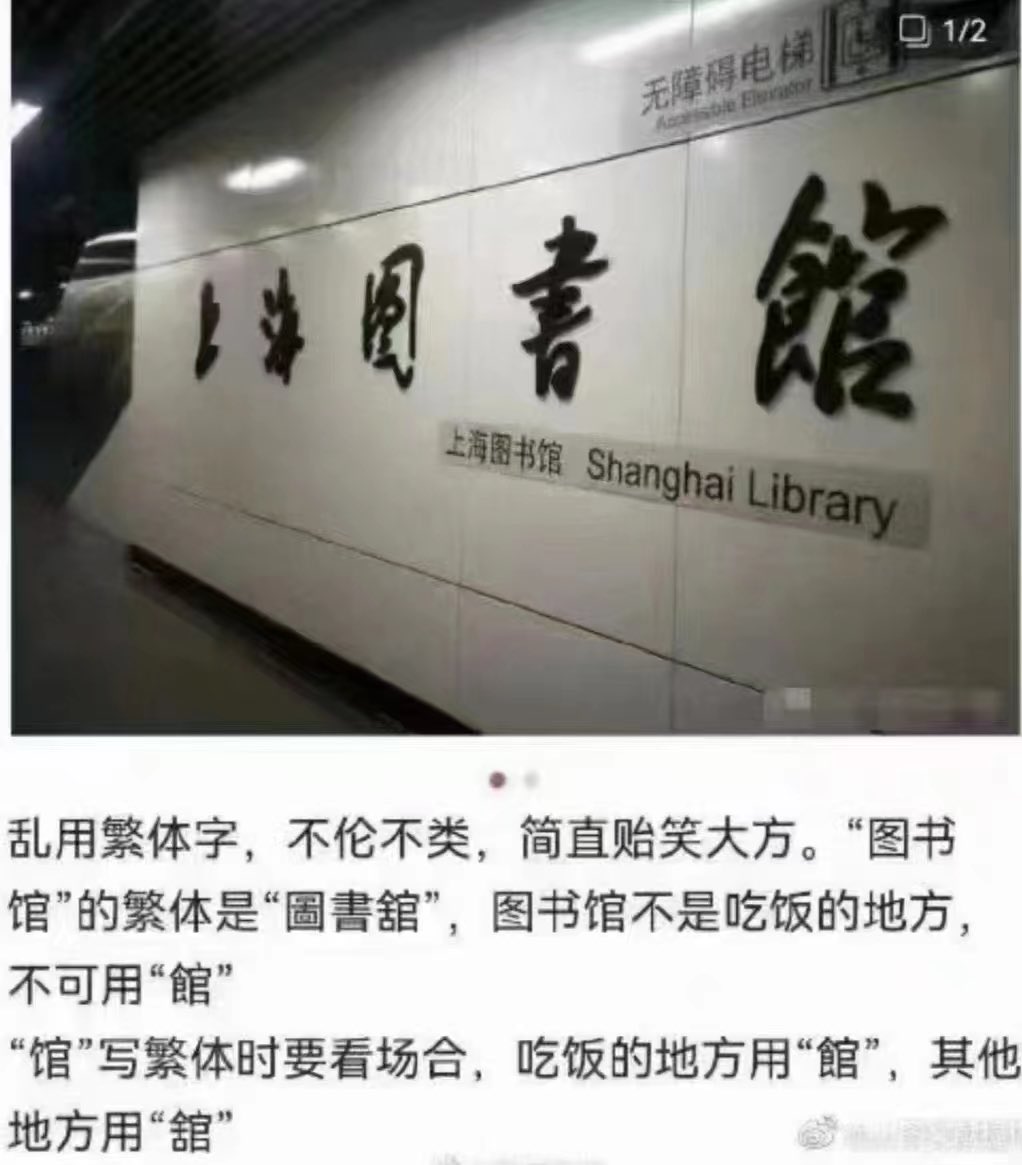 1/2
无障碍电梯
Accessible Elevator
上海图書館
上海图书馆 Shanghai Library
乱用繁体字，不伦不类，简直贻笑大方。“图书
馆”的繁体是“圖書舘”，图书馆不是吃饭的地方，
不可用“館”
“馆”写繁体时要看场合，吃饭的地方用“館”，其他
地方用“舘”